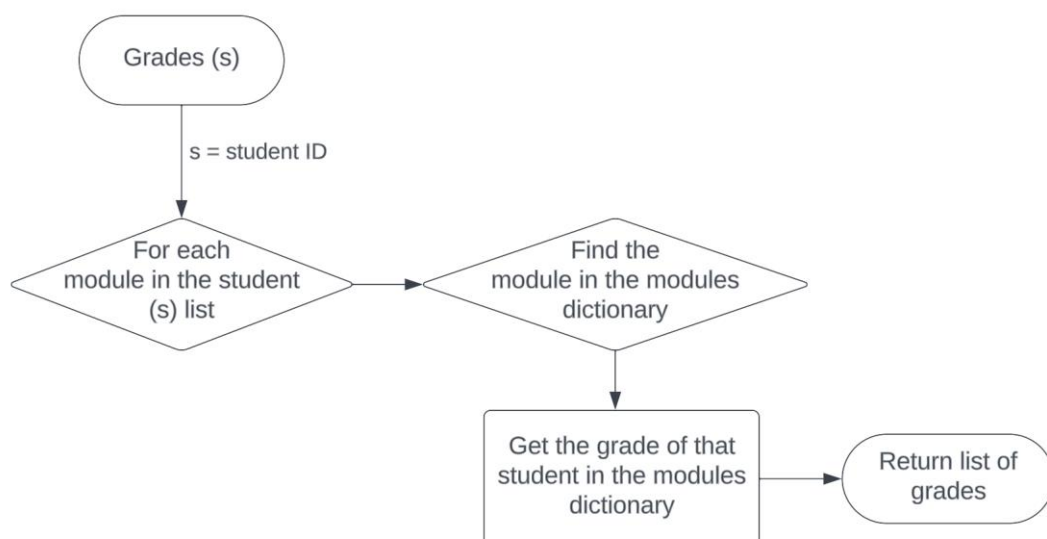 Grades (s)
s = student ID
For each
module in the student
(s) list
Find the
module in the modules
dictionary
Get the grade of that
student in the modules
dictionary
Return list of
grades